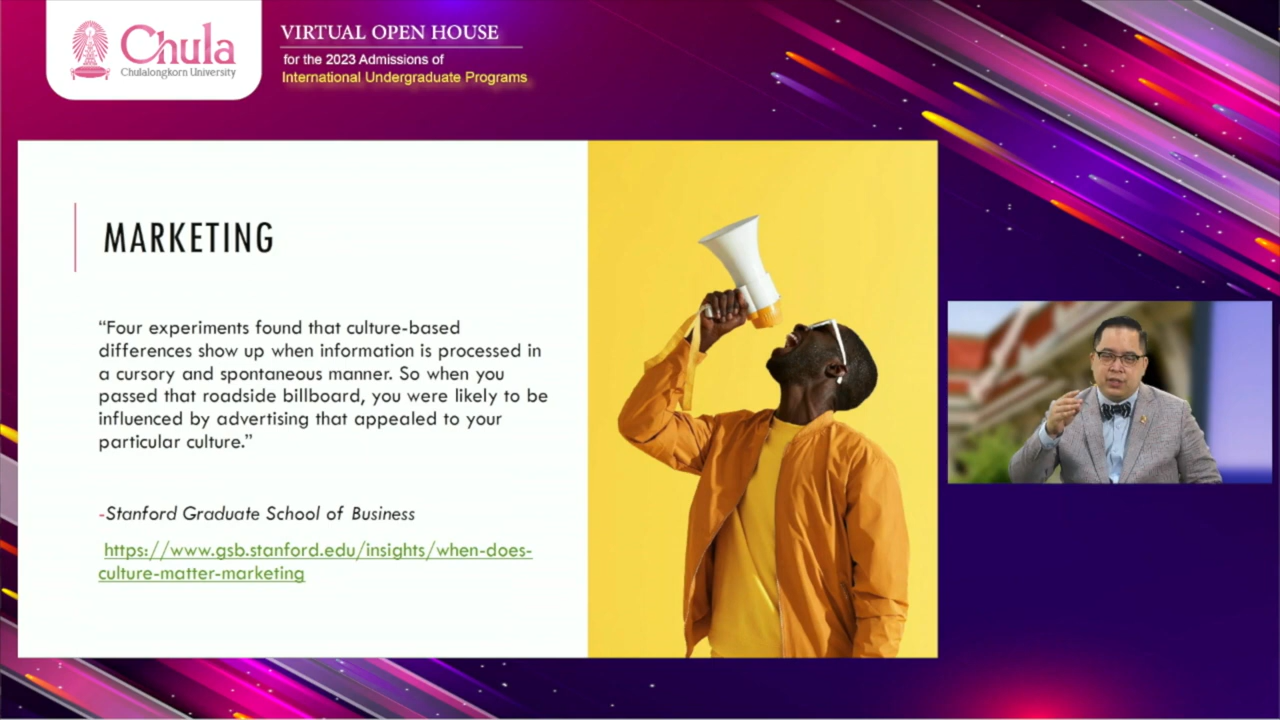 Chula
Chulalongkorn University
VIRTUAL OPEN HOUSE
for the 2023 Admissions of
International Undergraduate Programs
MARKETING
“Four experiments found that culture-based
differences show up when information is processed in
a cursory and spontaneous manner. So when you
passed that roadside billboard, you were likely to be
influenced by advertising that appealed to your
particular culture.”
-Stanford Graduate School of Business
https://www.gsb.stanford.edu/insights/when-does-
culture-matter-marketing